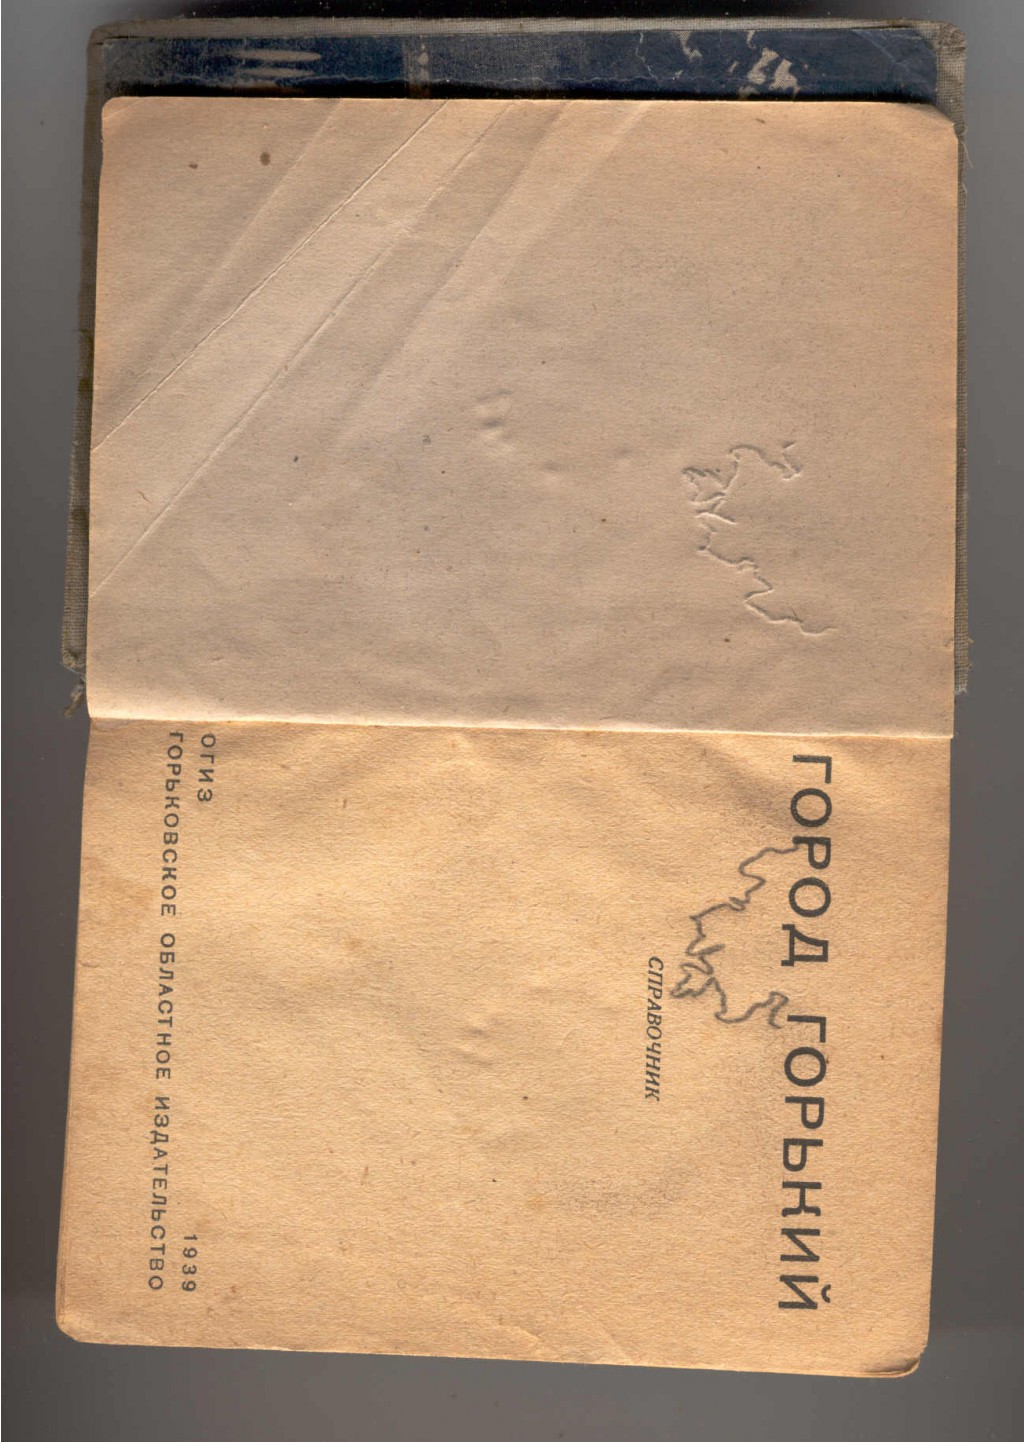 ГОРОД ГОРЬКИЙ
СПРАВОЧНИК
ОГИЗ 1939
ГОРЬКОВСКОЕ ОБЛАСТНОЕ ИЗДАТЕЛЬСТВО